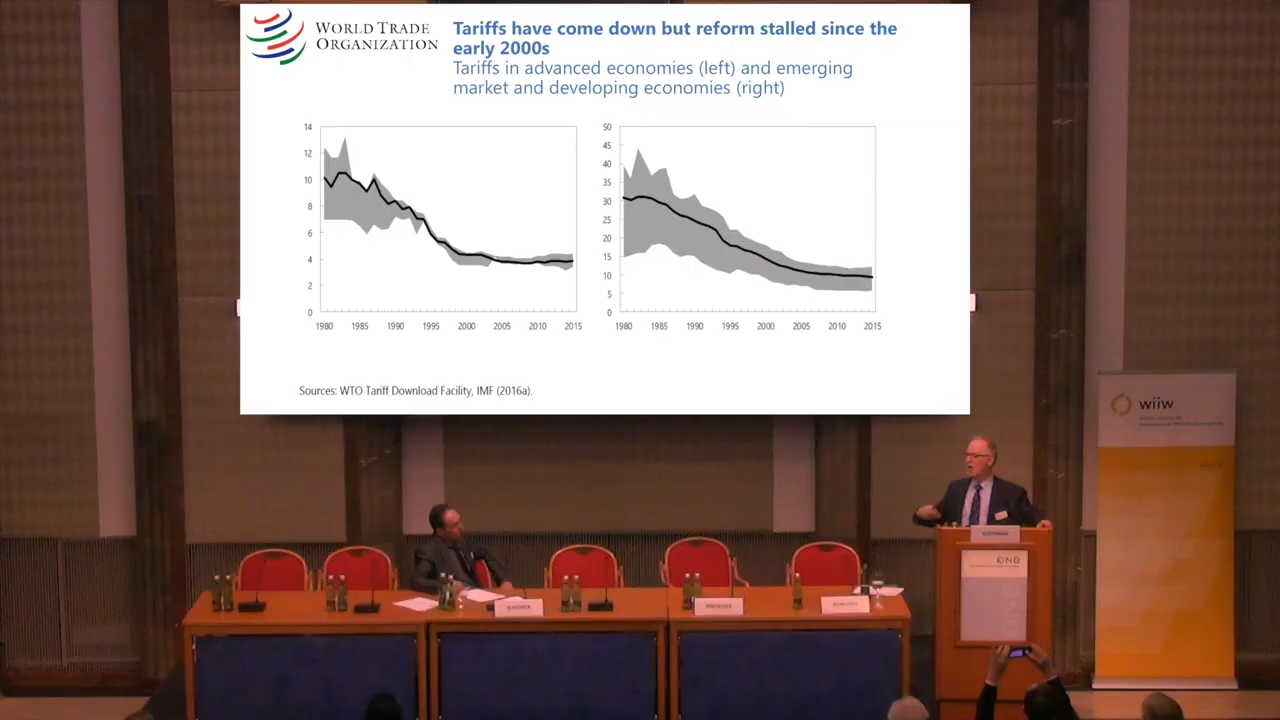 WORLD TRADE
ORGANIZATION
Tariffs have come down but reform stalled since the
early 2000s
Tariffs in advanced economies (left) and emerging
market and developing economies (right)
14
12
10
8
6
4
2
0
1980 1985 1990 1995 2000 2005 2010 2015
50
45
40
35
30
25
20
15
10
5
0
1980 1985 1990 1995 2000 2005 2010 2015
Sources: WTO Tariff Download Facility, IMF (2016a).
wiiw